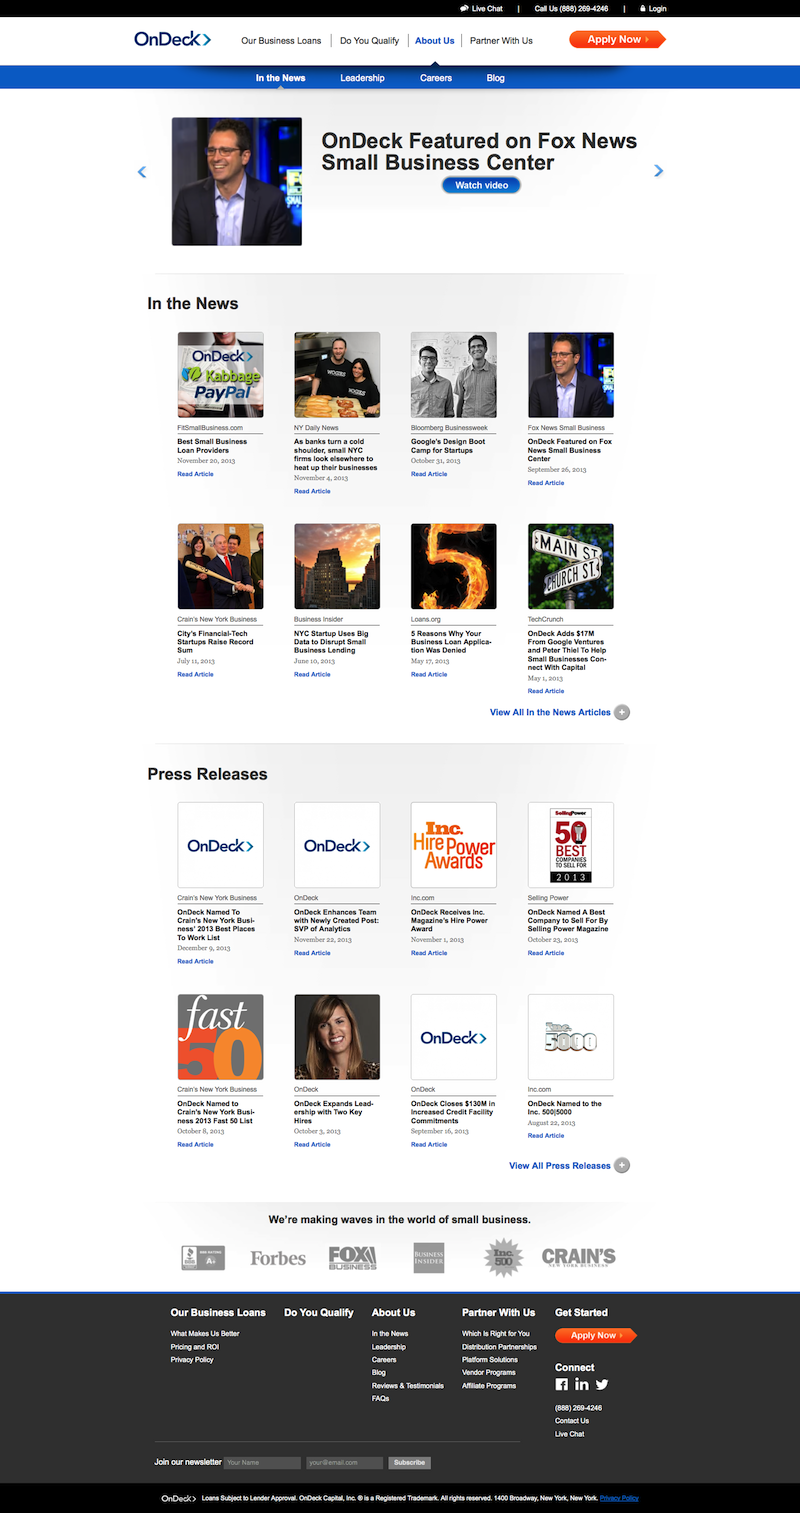 Live Chat | Call Us (888) 269-4246 | Login
OnDeck Our Business Loans Do You Qualify About Us Partner With Us Apply Now
In the News Leadership Careers Blog
OnDeck Featured on Fox News
Small Business Center
Watch video
In the News
OnDeck
Kabbage
PayPal
FitSmallBusiness.com
Best Small Business
Loan Providers
November 20, 2013
Read Article
NY Daily News
As banks turn a cold
shoulder, small NYC
firms look elsewhere to
heat up their businesses
November 4, 2013
Read Article
Bloomberg Businessweek
Google's Design Boot
Camp for Startups
October 31, 2013
Read Article
Fox News Small Business
OnDeck Featured on Fox
News Small Business
Center
September 26, 2013
Read Article
Crain's New York Business
City's Financial-Tech
Startups Raise Record
Sum
July 11, 2013
Read Article
Business Insider
NYC Startup Uses Big
Data to Disrupt Small
Business Lending
June 10, 2013
Read Article
5
Loans.org
5 Reasons Why Your
Business Loan Applica-
tion Was Denied
May 17, 2013
Read Article
MAIN ST.
CHURCH ST.
TechCrunch
OnDeck Adds $17M
From Google Ventures
and Peter Thiel To Help
Small Businesses Con-
nect With Capital
May 1, 2013
Read Article
View All In the News Articles
Press Releases
OnDeck
Crain's New York Business
OnDeck Named To
Crain's New York Busi-
ness' 2013 Best Places
To Work List
December 9, 2013
Read Article
OnDeck
OnDeck
OnDeck Enhances Team
with Newly Created Post:
SVP of Analytics
November 22, 2013
Read Article
Inc.
Hire Power
Awards
Inc.com
OnDeck Receives Inc.
Magazine's Hire Power
Award
November 1, 2013
Read Article
SellingPower
50
BEST
COMPANIES
TO SELL FOR
2013
Selling Power
OnDeck Named A Best
Company to Sell For By
Selling Power Magazine
October 23, 2013
Read Article
fast
50
Crain's New York Business
OnDeck Named to
Crain's New York Busi-
ness 2013 Fast 50 List
October 8, 2013
Read Article
OnDeck
OnDeck Expands Lead-
ership with Two Key
Hires
October 3, 2013
Read Article
OnDeck
OnDeck
OnDeck Closes $130M in
Increased Credit Facility
Commitments
September 16, 2013
Read Article
Inc.
5000
Inc.com
OnDeck Named to the
Inc. 500|5000
August 22, 2013
Read Article
View All Press Releases
We're making waves in the world of small business.
BBB A+
Forbes
FOX
BUSINESS
BUSINESS
INSIDER
Inc.
500
CRAIN'S
NEW YORK BUSINESS
Our Business Loans
What Makes Us Better
Pricing and ROI
Privacy Policy
Do You Qualify
About Us
In the News
Leadership
Careers
Blog
Reviews & Testimonials
FAQs
Partner With Us
Which Is Right for You
Distribution Partnerships
Platform Solutions
Vendor Programs
Affiliate Programs
Get Started
Apply Now
Connect
(888) 269-4246
Contact Us
Live Chat
Join our newsletter Your Name your@email.com Subscribe
OnDeck Loans Subject to Lender Approval. OnDeck Capital, Inc. ® is a Registered Trademark. All rights reserved. 1400 Broadway, New York, New York. Privacy Policy